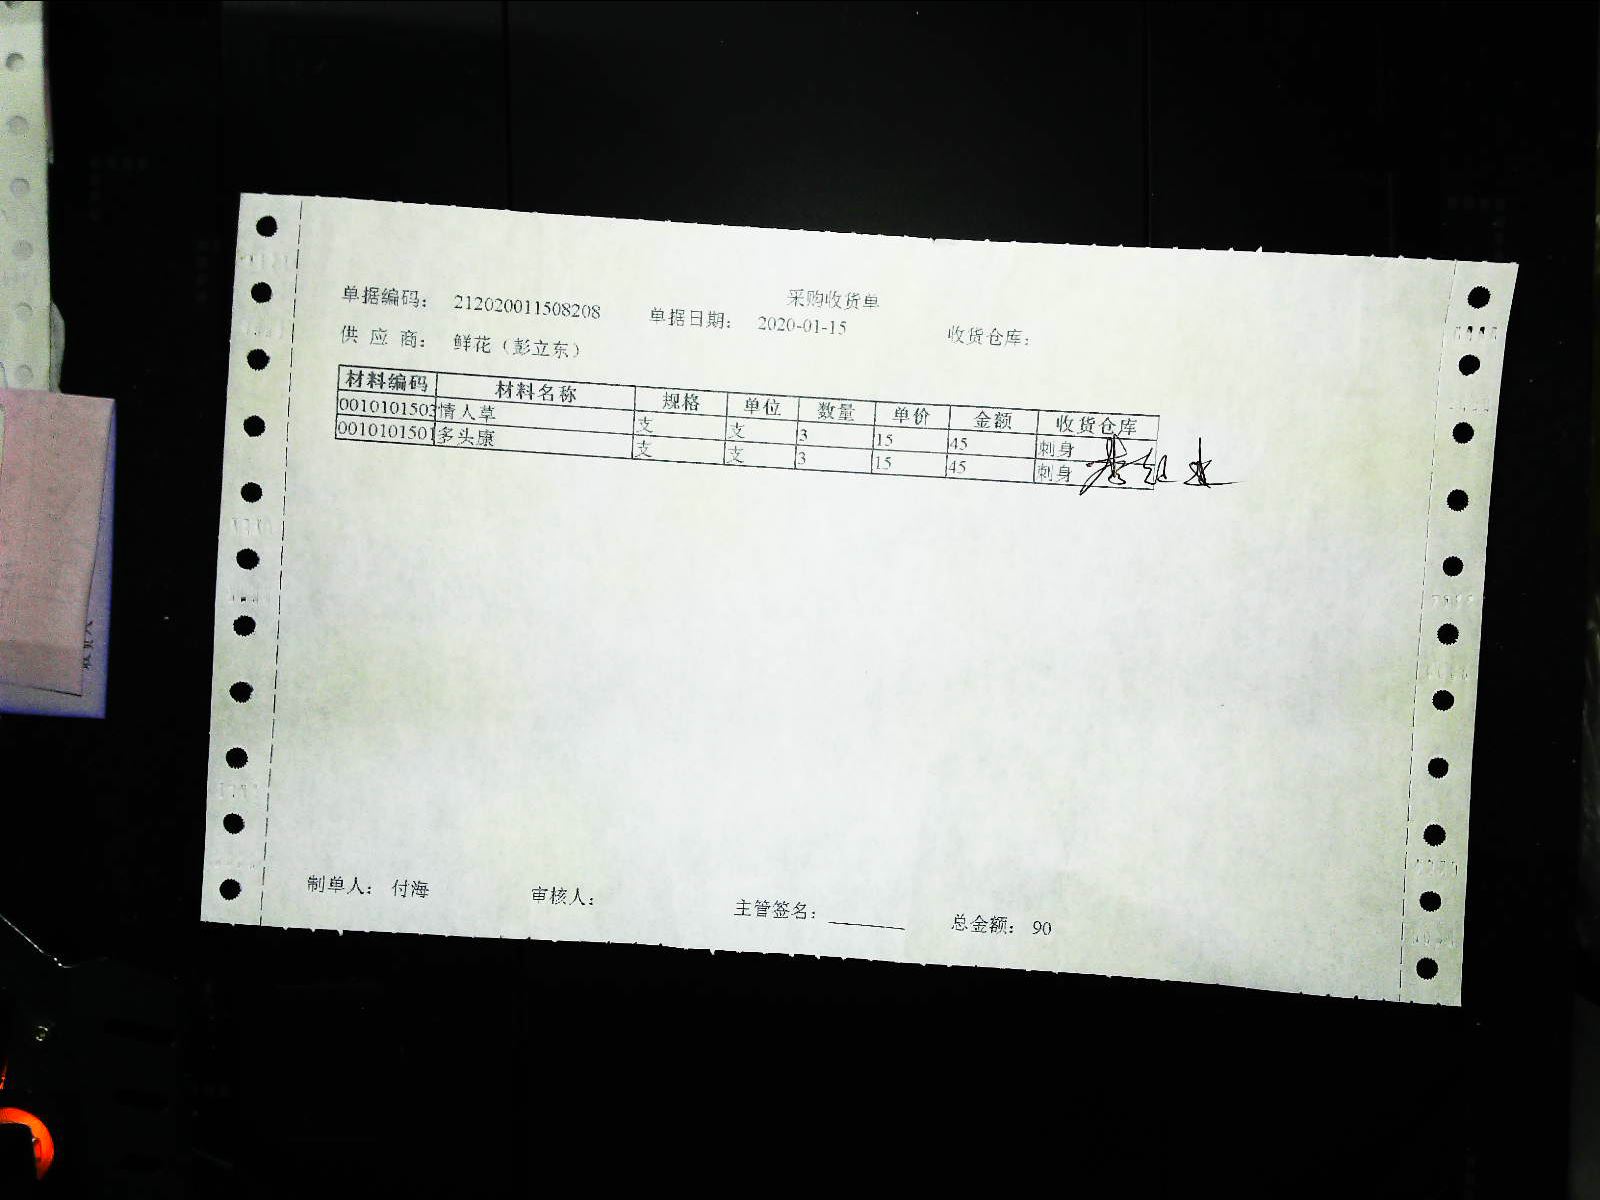 采购收货单
单据编码： 212020011508208 单据日期： 2020-01-15 收货仓库：
供 应 商： 鲜花（彭立东）
材料编码 材料名称 规格 单位 数量 单价 金额 收货仓库
0010101503 情人草 支 支 3 15 45 刺身
0010101501 多头康 支 支 3 15 45 刺身
制单人： 付海 审核人： 主管签名： 总金额： 90